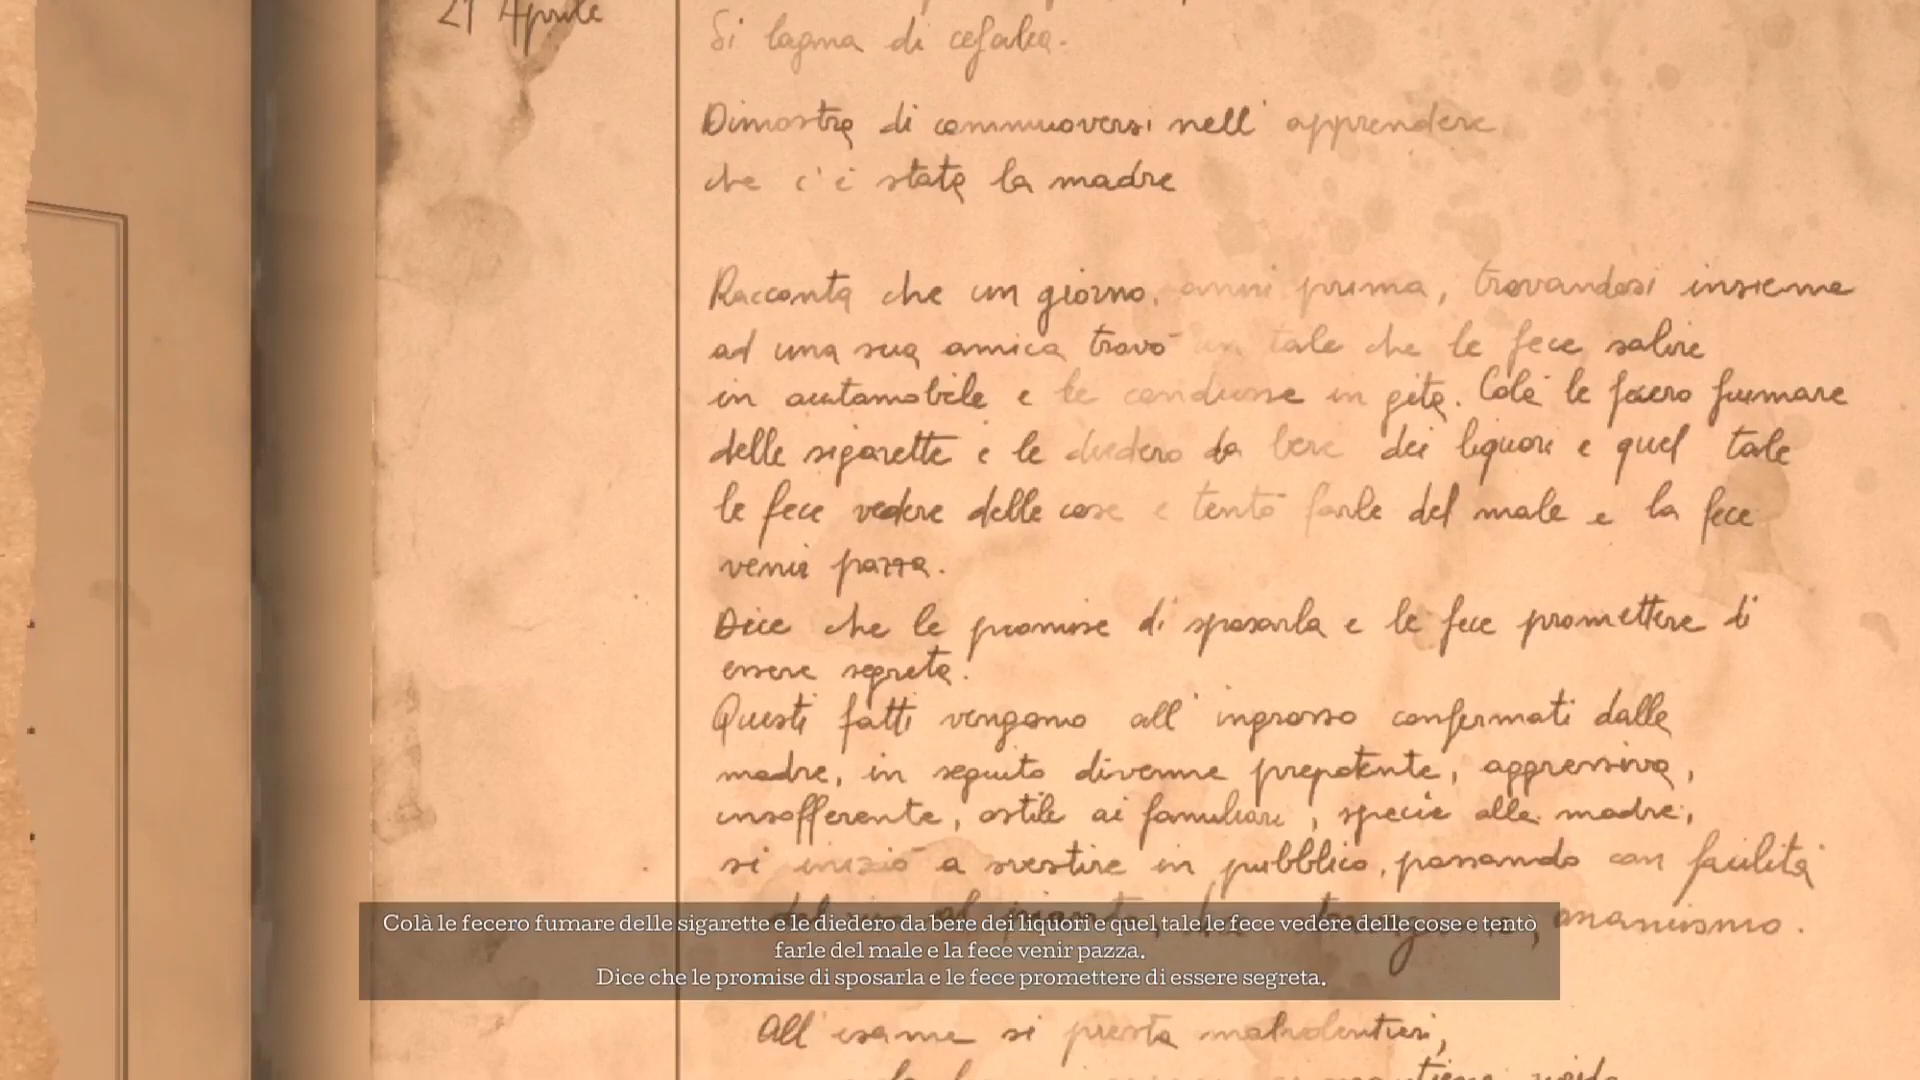 21 Aprile
Si lagna di cefalea.
Dimostra di commuoversi nell' apprendere
che c'è stata la madre
Racconta che un giorno, anni prima, trovandosi insieme
ad una sua amica trovò un tale che le fece salire
in automobile e le condusse in gita. Colà le fecero fumare
delle sigarette e le diedero da bere dei liquori e quel tale
le fece vedere delle cose e tentò farle del male e la fece
venir pazza.
Dice che le promise di sposarla e le fece promettere di
essere segreta.
Questi fatti vengono all' ingrosso confermati dalla
madre, in seguito divenne prepotente, aggressiva,
insofferente, ostile ai familiari, specie alla madre,
si iniziò a svestire in pubblico, passando con facilità
dal riso al pianto, onanismo.
Colà le fecero fumare delle sigarette e le diedero da bere dei liquori e quel tale le fece vedere delle cose e tentò
farle del male e la fece venir pazza.
Dice che le promise di sposarla e le fece promettere di essere segreta.
All' esame si presta malvolentieri,